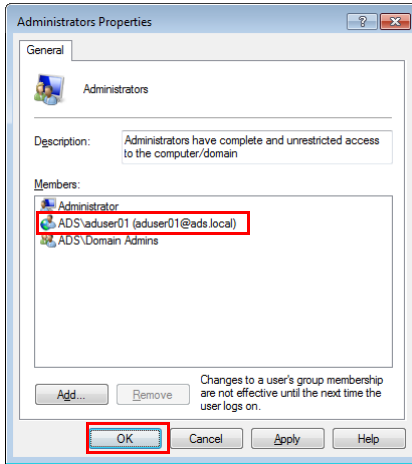 Administrators Properties
General
Administrators
Description:
Administrators have complete and unrestricted access
to the computer/domain
Members:
Administrator
ADS\aduser01 (aduser01@ads.local)
ADS\Domain Admins
Add...
Remove
Changes to a user's group membership
are not effective until the next time the
user logs on.
OK
Cancel
Apply
Help